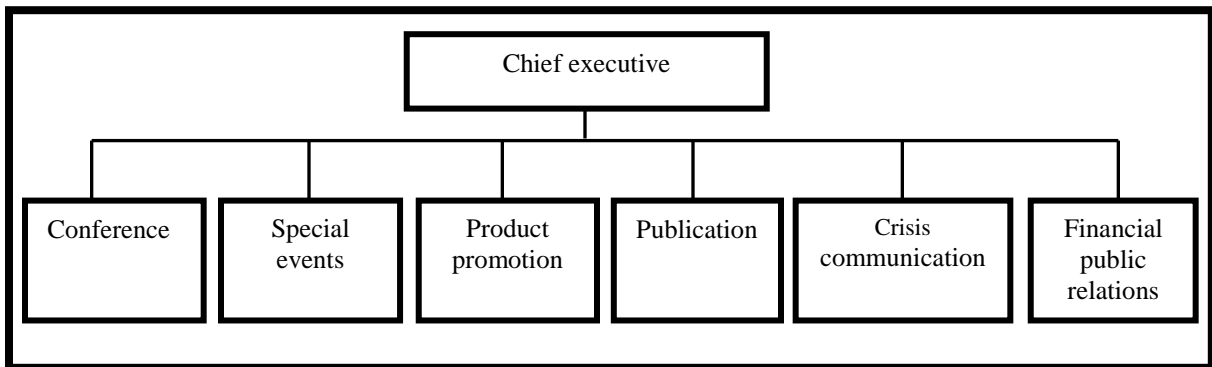 Chief executive
Conference
Special
events
Product
promotion
Publication
Crisis
communication
Financial
public
relations